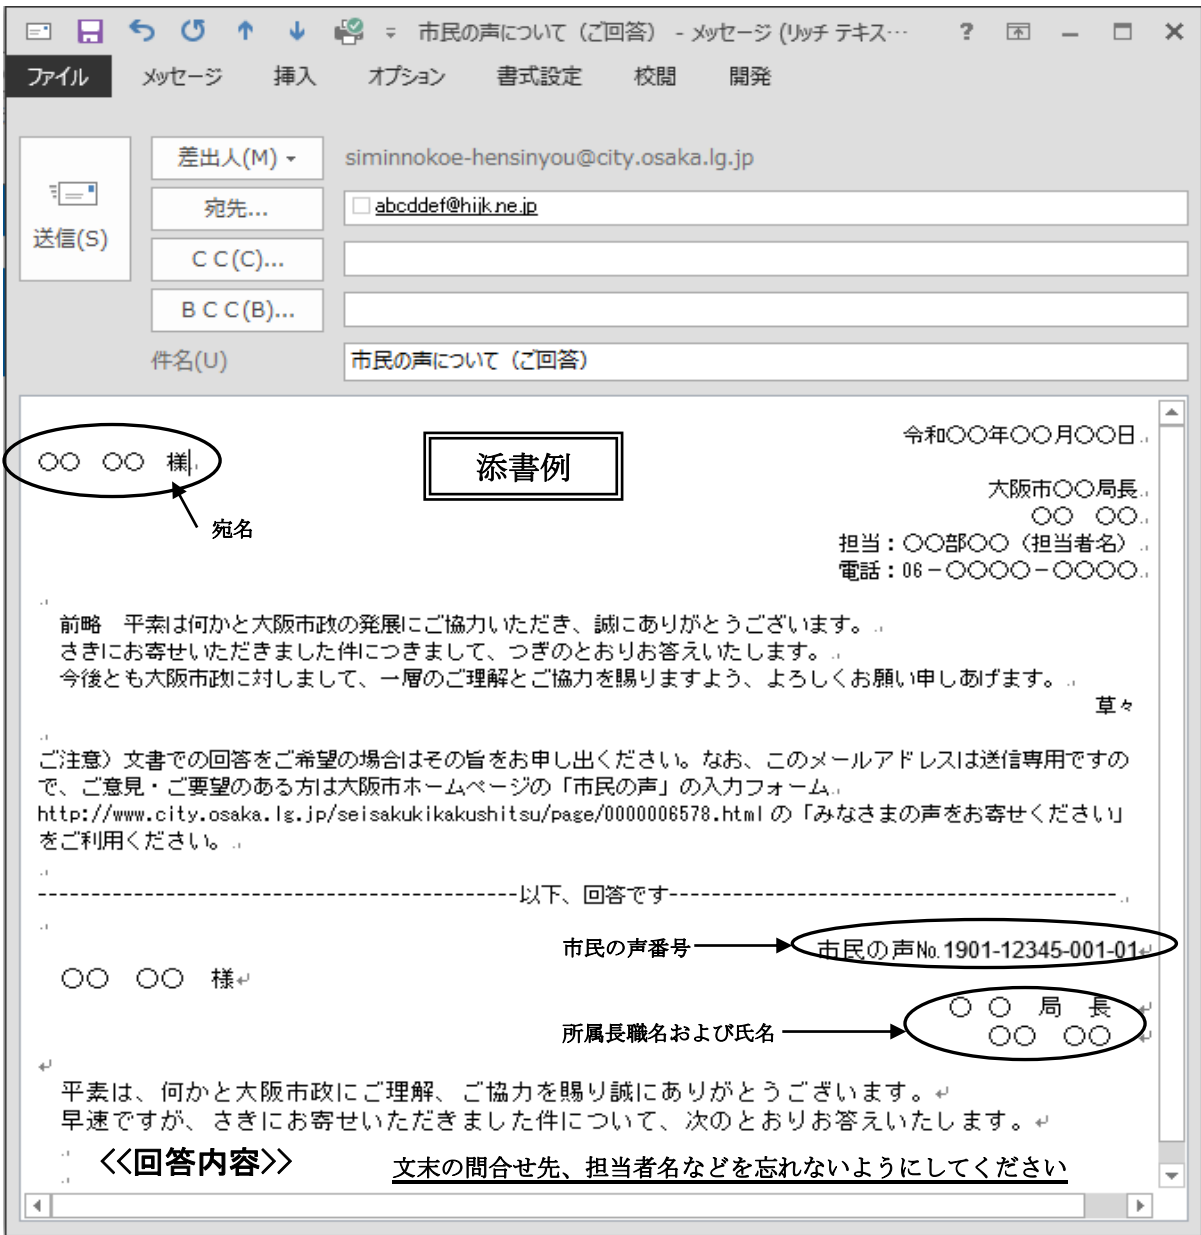 市民の声について（ご回答） - メッセージ (リッチ テキス…
ファイル メッセージ 挿入 オプション 書式設定 校閲 開発
差出人(M) siminnokoe-hensinyou@city.osaka.lg.jp
宛先... abcddef@hijk.ne.jp
送信(S)
ＣＣ(C)...
ＢＣＣ(B)...
件名(U) 市民の声について（ご回答）
令和〇〇年〇〇月〇〇日
〇〇　〇〇　様
添書例
大阪市〇〇局長
宛名
〇〇　〇〇
担当：〇〇部〇〇（担当者名）
電話：06－〇〇〇〇－〇〇〇〇
前略　平素は何かと大阪市政の発展にご協力いただき、誠にありがとうございます。
さきにお寄せいただきました件につきまして、つぎのとおりお答えいたします。
今後とも大阪市政に対しまして、一層のご理解とご協力を賜りますよう、よろしくお願い申しあげます。
草々
ご注意）文書での回答をご希望の場合はその旨をお申し出ください。なお、このメールアドレスは送信専用ですの
で、ご意見・ご要望のある方は大阪市ホームページの「市民の声」の入力フォーム
http://www.city.osaka.lg.jp/seisakukikakushitsu/page/0000006578.html の「みなさまの声をお寄せください」
をご利用ください。
---------------------------------------------以下、回答です------------------------------------------
市民の声番号 市民の声№1901-12345-001-01
〇〇　〇〇　様
〇 〇 局 長
所属長職名および氏名 〇〇　〇〇
平素は、何かと大阪市政にご理解、ご協力を賜り誠にありがとうございます。
早速ですが、さきにお寄せいただきました件について、次のとおりお答えいたします。
<<回答内容>> 文末の問合せ先、担当者名などを忘れないようにしてください